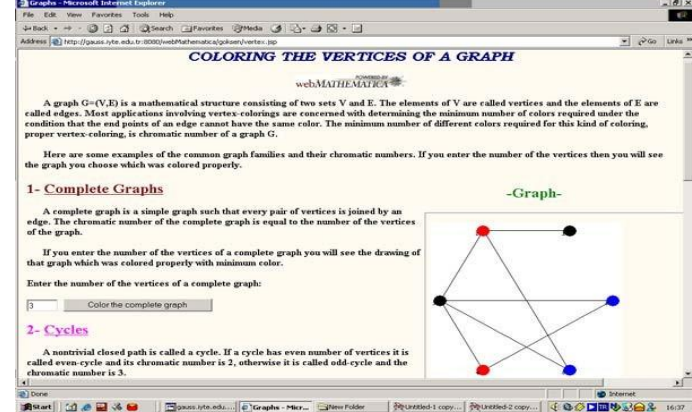 Graphs - Microsoft Internet Explorer
File Edit View Favorites Tools Help
Back Search Favorites Media
Address http://gauss.iyte.edu.tr:8080/webMathematica/goksen/vertex.jsp Go Links
COLORING THE VERTICES OF A GRAPH
POWERED BY
webMATHEMATICA
A graph G=(V,E) is a mathematical structure consisting of two sets V and E. The elements of V are called vertices and the elements of E are
called edges. Most applications involving vertex-colorings are concerned with determining the minimum number of colors required under the
condition that the end points of an edge cannot have the same color. The minimum number of different colors required for this kind of coloring,
proper vertex-coloring, is chromatic number of a graph G.
Here are some examples of the common graph families and their chromatic numbers. If you enter the number of the vertices then you will see
the graph you choose which was colored properly.
1- Complete Graphs
A complete graph is a simple graph such that every pair of vertices is joined by an
edge. The chromatic number of the complete graph is equal to the number of the vertices
of the graph.
If you enter the number of the vertices of a complete graph you will see the drawing of
that graph which was colored properly with minimum color.
Enter the number of the vertices of a complete graph:
3 Color the complete graph
2- Cycles
A nontrivial closed path is called a cycle. If a cycle has even number of vertices it is
called even-cycle and its chromatic number is 2, otherwise it is called odd-cycle and the
chromatic number is 3.
-Graph-
Done Internet
Start gauss.iyte.edu.... Graphs - Micr... New Folder Untitled-1 copy... Untitled-2 copy... 16:37